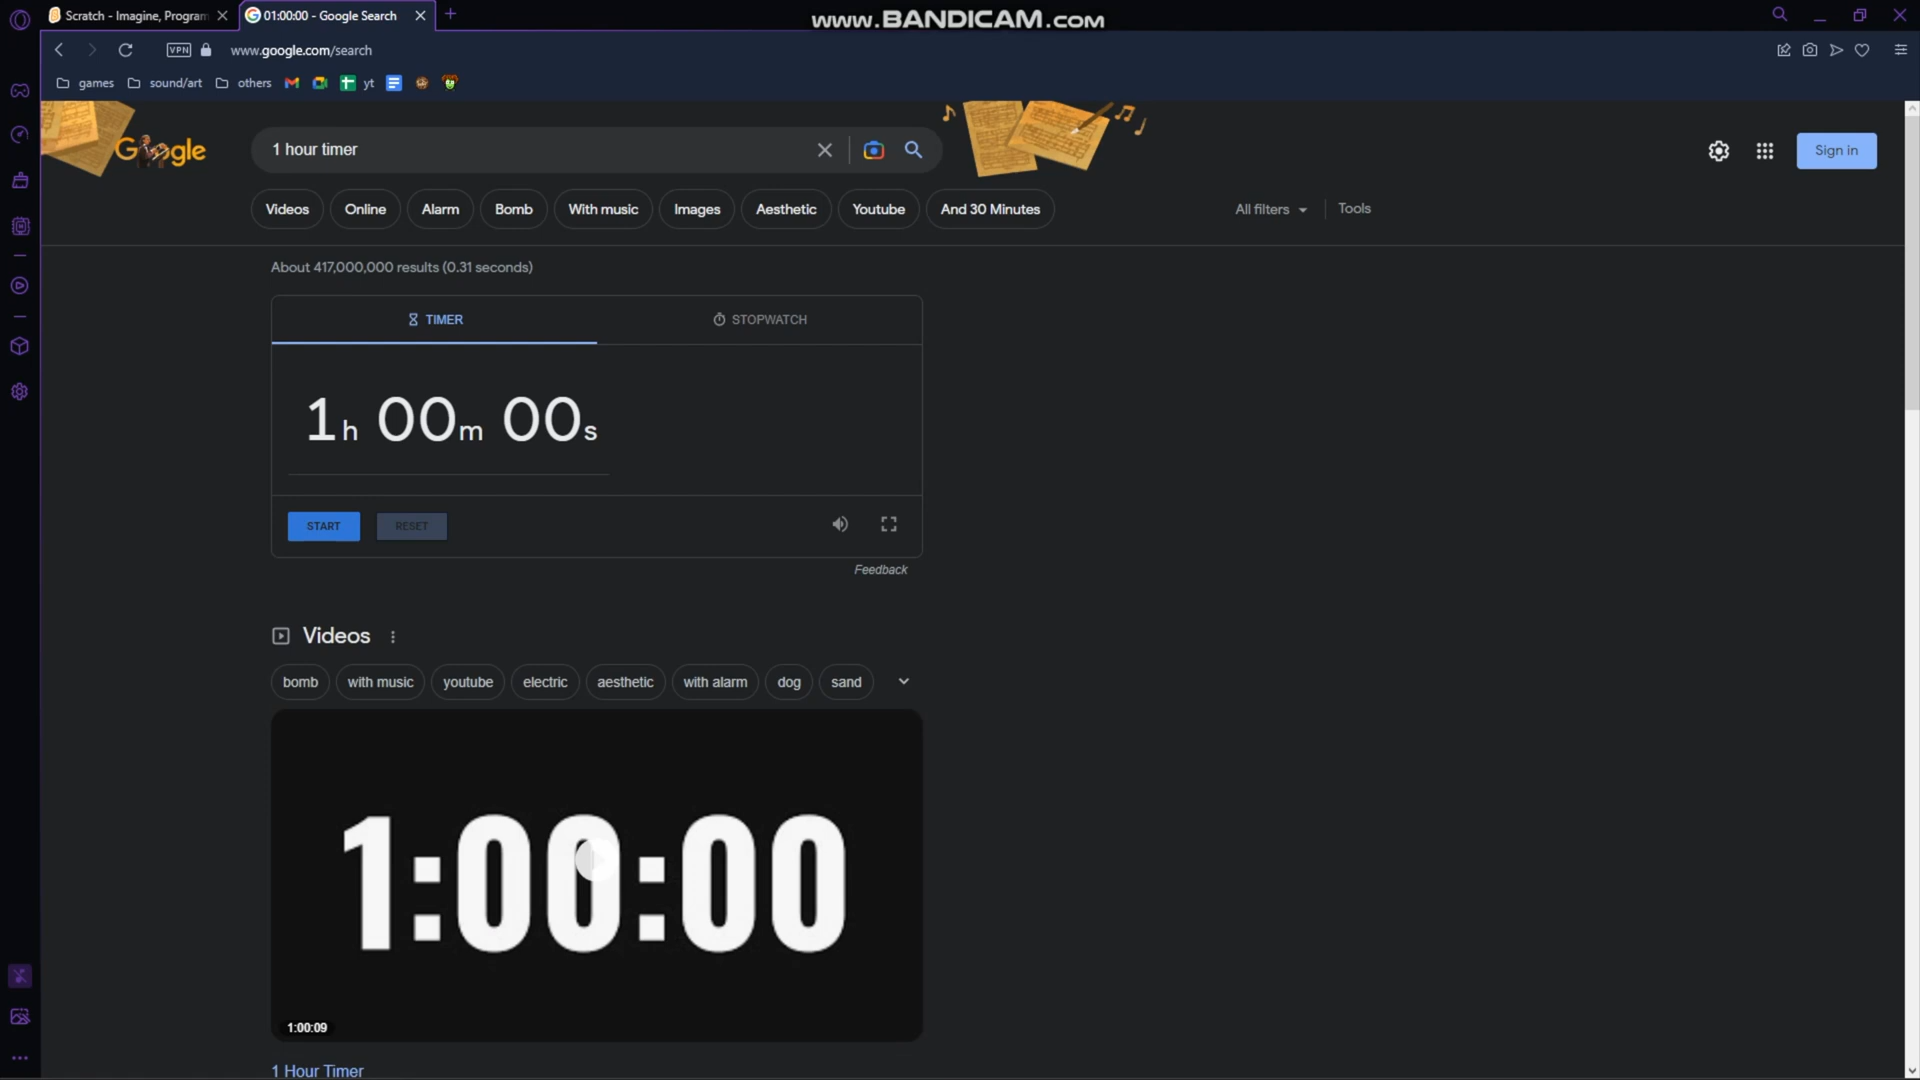 Scratch - Imagine, Program
01:00:00 - Google Search
www.BANDICAM.com
VPN
www.google.com/search
games
sound/art
others
yt
Google
1 hour timer
Sign in
Videos
Online
Alarm
Bomb
With music
Images
Aesthetic
Youtube
And 30 Minutes
All filters
Tools
About 417,000,000 results (0.31 seconds)
TIMER
STOPWATCH
1h 00m 00s
START
RESET
Feedback
Videos
bomb
with music
youtube
electric
aesthetic
with alarm
dog
sand
1:00:00
1:00:09
1 Hour Timer